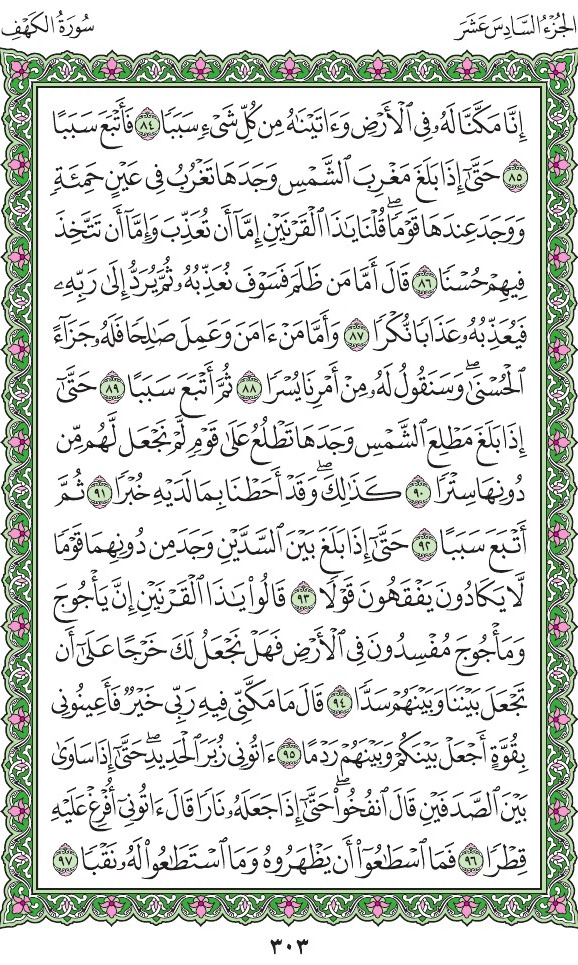 الجزء السادس عشر
سورة الكهف
إِنَّا مَكَّنَّا لَهُۥ فِي ٱلْأَرْضِ وَءَاتَيْنَٰهُ مِن كُلِّ شَىْءٍ سَبَبًا ٨٤ فَأَتْبَعَ سَبَبًا
٨٥ حَتَّىٰٓ إِذَا بَلَغَ مَغْرِبَ ٱلشَّمْسِ وَجَدَهَا تَغْرُبُ فِي عَيْنٍ حَمِئَةٍ
وَوَجَدَ عِندَهَا قَوْمًا ۗ قُلْنَا يَٰذَا ٱلْقَرْنَيْنِ إِمَّآ أَن تُعَذِّبَ وَإِمَّآ أَن تَتَّخِذَ
فِيهِمْ حُسْنًا ٨٦ قَالَ أَمَّا مَن ظَلَمَ فَسَوْفَ نُعَذِّبُهُۥ ثُمَّ يُرَدُّ إِلَىٰ رَبِّهِۦ
فَيُعَذِّبُهُۥ عَذَابًا نُّكْرًا ٨٧ وَأَمَّا مَنْ ءَامَنَ وَعَمِلَ صَٰلِحًا فَلَهُۥ جَزَآءً
ٱلْحُسْنَىٰ ۖ وَسَنَقُولُ لَهُۥ مِنْ أَمْرِنَا يُسْرًا ٨٨ ثُمَّ أَتْبَعَ سَبَبًا ٨٩ حَتَّىٰٓ
إِذَا بَلَغَ مَطْلِعَ ٱلشَّمْسِ وَجَدَهَا تَطْلُعُ عَلَىٰ قَوْمٍ لَّمْ نَجْعَل لَّهُم مِّن
دُونِهَا سِتْرًا ٩٠ كَذَٰلِكَ ۖ وَقَدْ أَحَطْنَا بِمَا لَدَيْهِ خُبْرًا ٩١ ثُمَّ
أَتْبَعَ سَبَبًا ٩٢ حَتَّىٰٓ إِذَا بَلَغَ بَيْنَ ٱلسَّدَّيْنِ وَجَدَ مِن دُونِهِمَا قَوْمًا
لَّا يَكَادُونَ يَفْقَهُونَ قَوْلًا ٩٣ قَالُوا۟ يَٰذَا ٱلْقَرْنَيْنِ إِنَّ يَأْجُوجَ
وَمَأْجُوجَ مُفْسِدُونَ فِي ٱلْأَرْضِ فَهَلْ نَجْعَلُ لَكَ خَرْجًا عَلَىٰٓ أَن
تَجْعَلَ بَيْنَنَا وَبَيْنَهُمْ سَدًّا ٩٤ قَالَ مَا مَكَّنِّي فِيهِ رَبِّي خَيْرٌ فَأَعِينُونِي
بِقُوَّةٍ أَجْعَلْ بَيْنَكُمْ وَبَيْنَهُمْ رَدْمًا ٩٥ ءَاتُونِي زُبَرَ ٱلْحَدِيدِ ۖ حَتَّىٰٓ إِذَا سَاوَىٰ
بَيْنَ ٱلصَّدَفَيْنِ قَالَ ٱنفُخُوا۟ ۖ حَتَّىٰٓ إِذَا جَعَلَهُۥ نَارًا قَالَ ءَاتُونِيٓ أُفْرِغْ عَلَيْهِ
قِطْرًا ٩٦ فَمَا ٱسْطَٰعُوٓا۟ أَن يَظْهَرُوهُ وَمَا ٱسْتَطَٰعُوا۟ لَهُۥ نَقْبًا ٩٧
٣٠٣